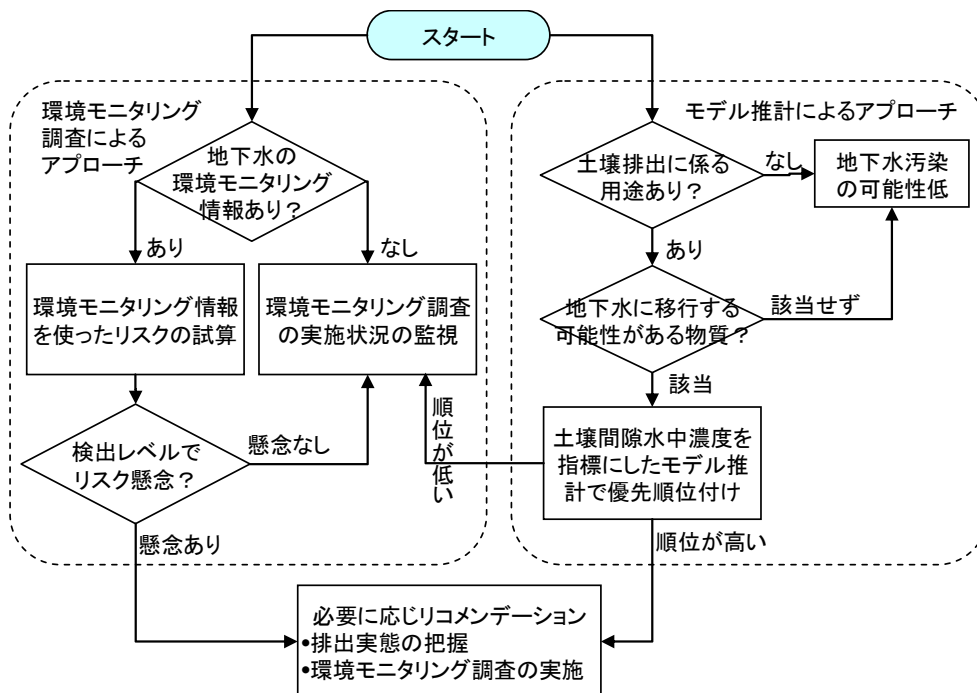 スタート
環境モニタリング
調査による
アプローチ
地下水の
環境モニタリング
情報あり？
あり
なし
環境モニタリング情報
を使ったリスクの試算
環境モニタリング調査
の実施状況の監視
検出レベルで
リスク懸念？
懸念なし
懸念あり
順位が低い
モデル推計によるアプローチ
土壌排出に係る
用途あり？
なし
地下水汚染
の可能性低
あり
地下水に移行する
可能性がある物質？
該当せず
該当
土壌間隙水中濃度を
指標にしたモデル推
計で優先順位付け
順位が高い
必要に応じリコメンデーション
•排出実態の把握
•環境モニタリング調査の実施